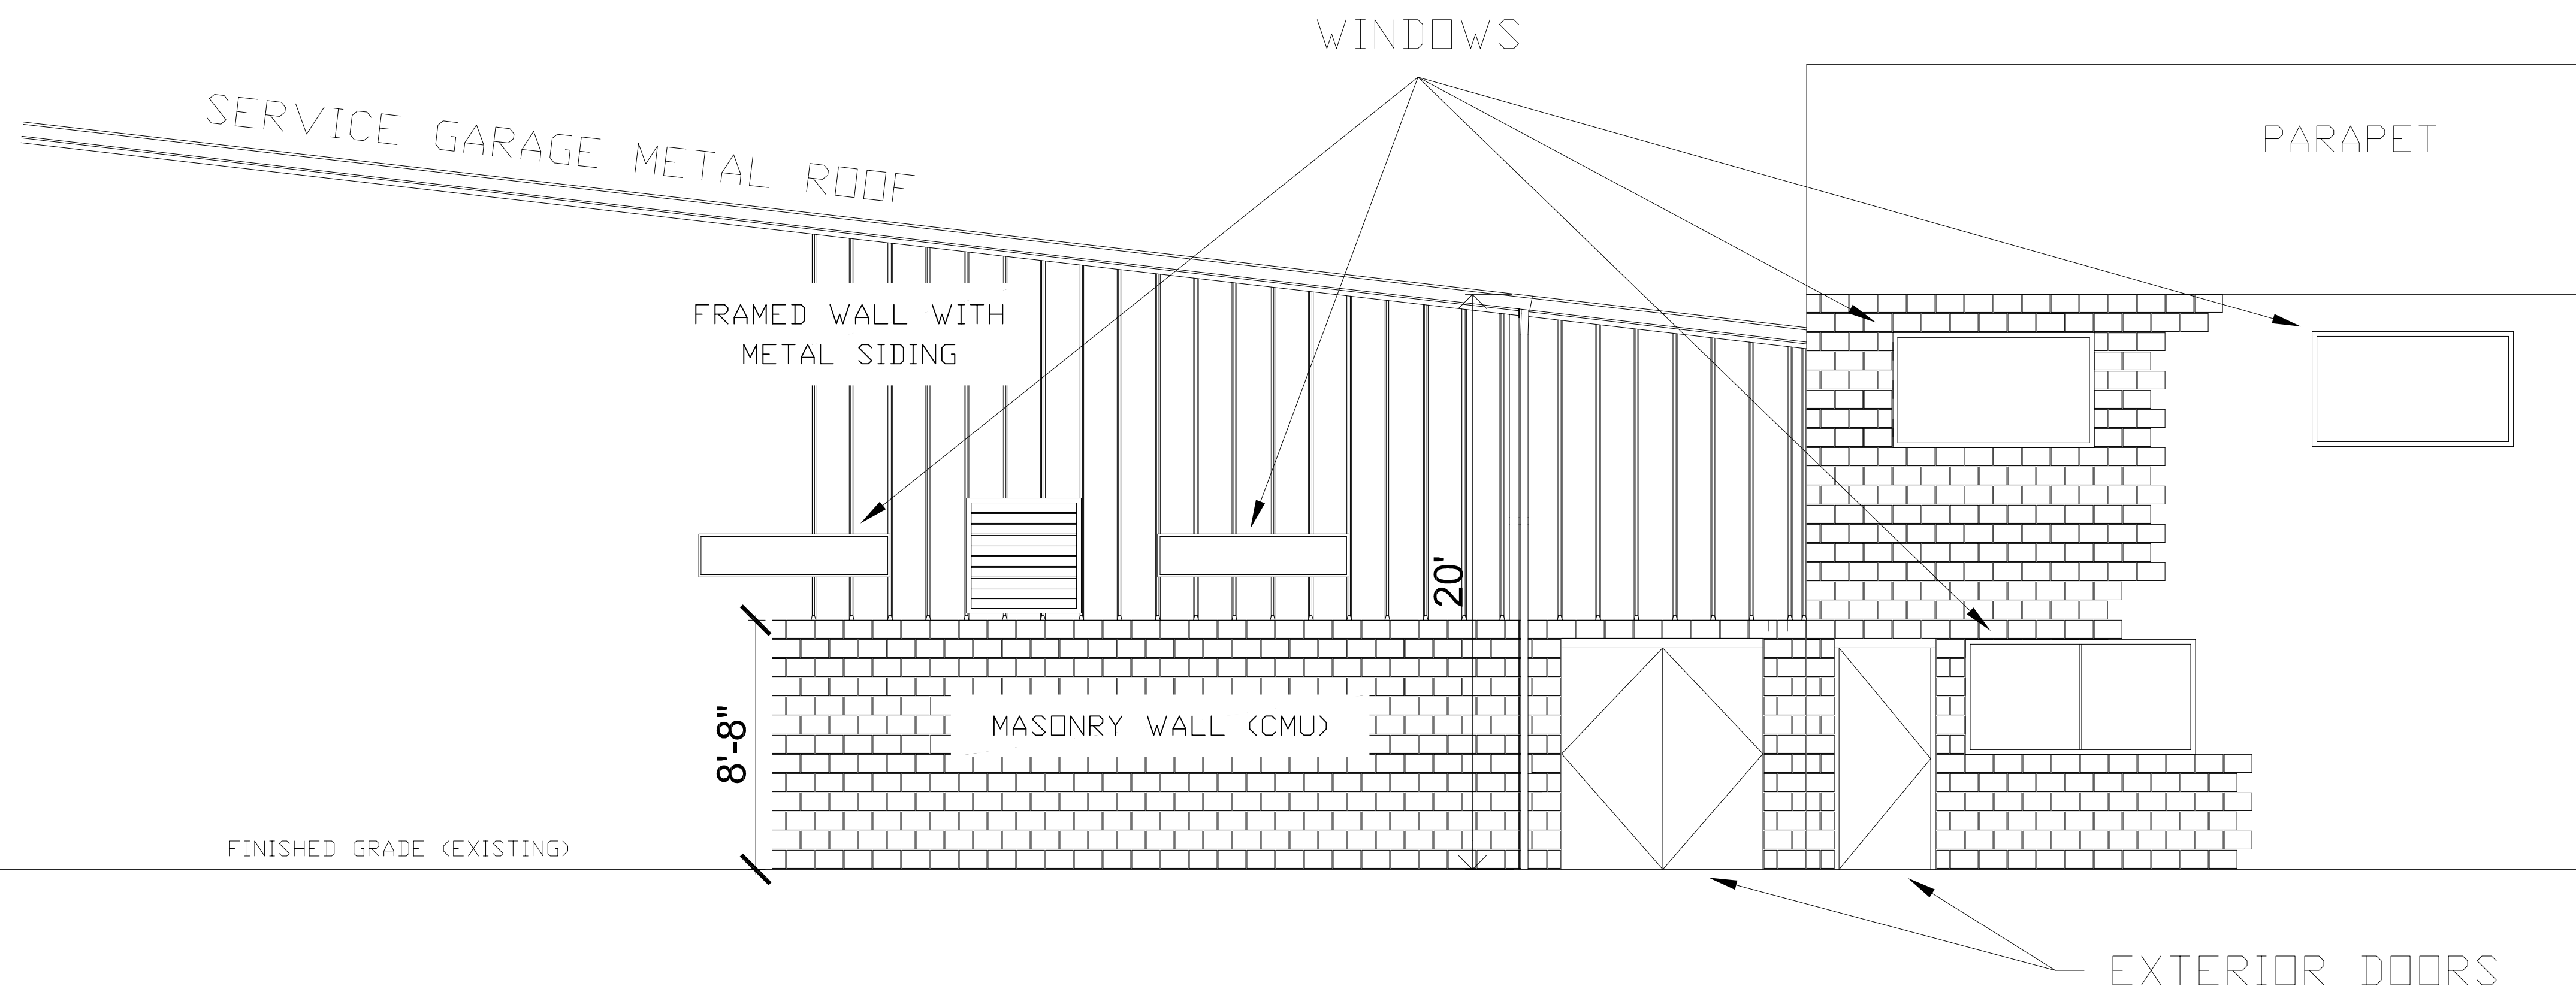 WINDOWS
SERVICE GARAGE METAL ROOF
PARAPET
FRAMED WALL WITH
METAL SIDING
20'
8'-8"
MASONRY WALL (CMU)
FINISHED GRADE (EXISTING)
EXTERIOR DOORS